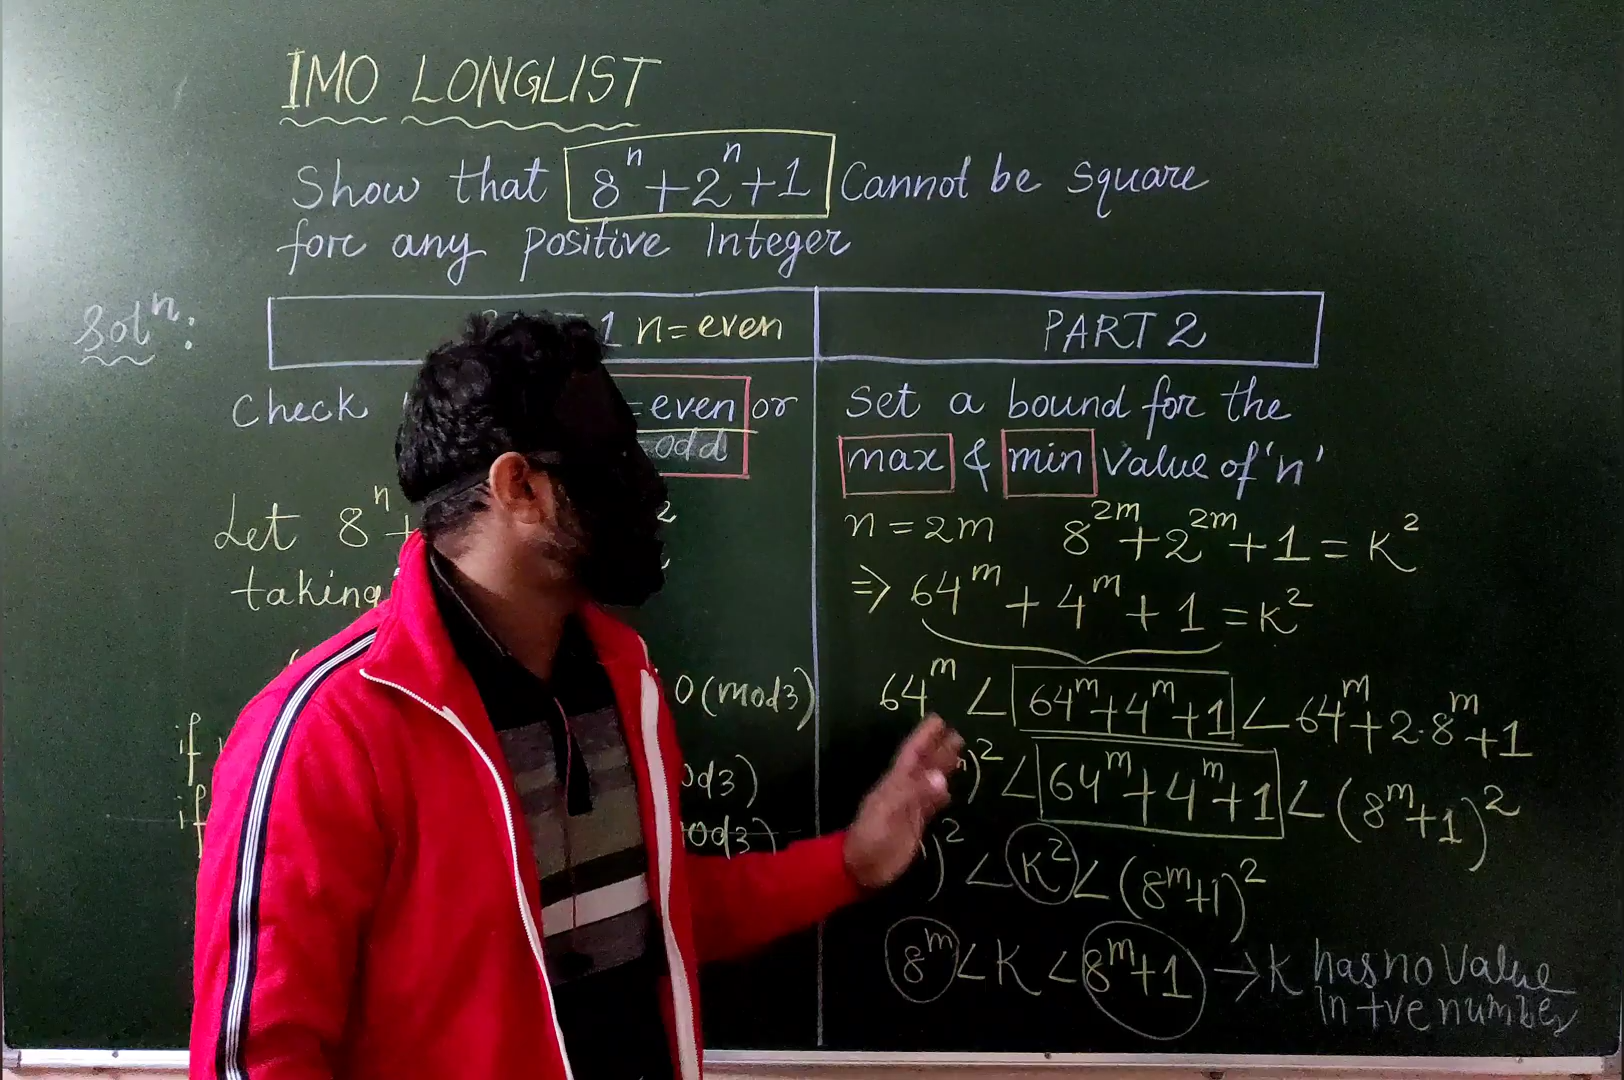 IMO LONGLIST
Show that 8^n+2^n+1 Cannot be square
for any positive Integer
Sol^n:
1 n=even
Check =even or
=odd
Let 8^n+ 2
taking
0(mod3)
if od3)
if od3)
PART 2
Set a bound for the
max & min Value of 'n'
n = 2m 8^2m+2^2m+1 = K^2
⇒ 64^m + 4^m + 1 = K^2
64^m < 64^m+4^m+1 < 64^m+2.8^m+1
)^2 < 64^m+4^m+1 < (8^m+1)^2
)^2 < K^2 < (8^m+1)^2
8^m < K < 8^m+1 → K has no Value
In +ve number